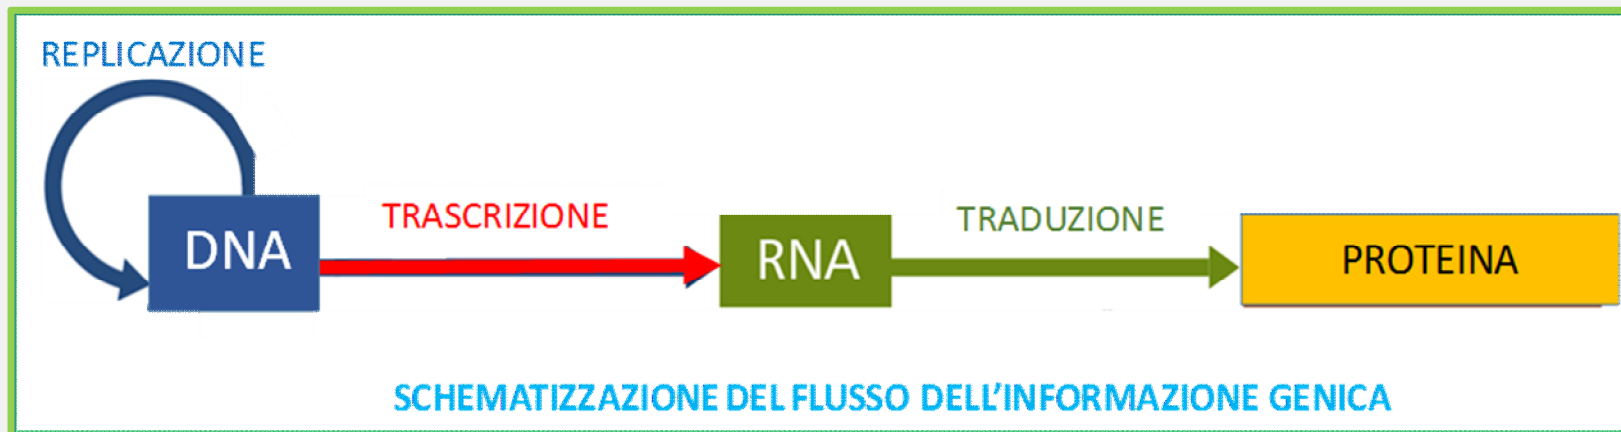 REPLICAZIONE
DNA
TRASCRIZIONE
RNA
TRADUZIONE
PROTEINA
SCHEMATIZZAZIONE DEL FLUSSO DELL'INFORMAZIONE GENICA